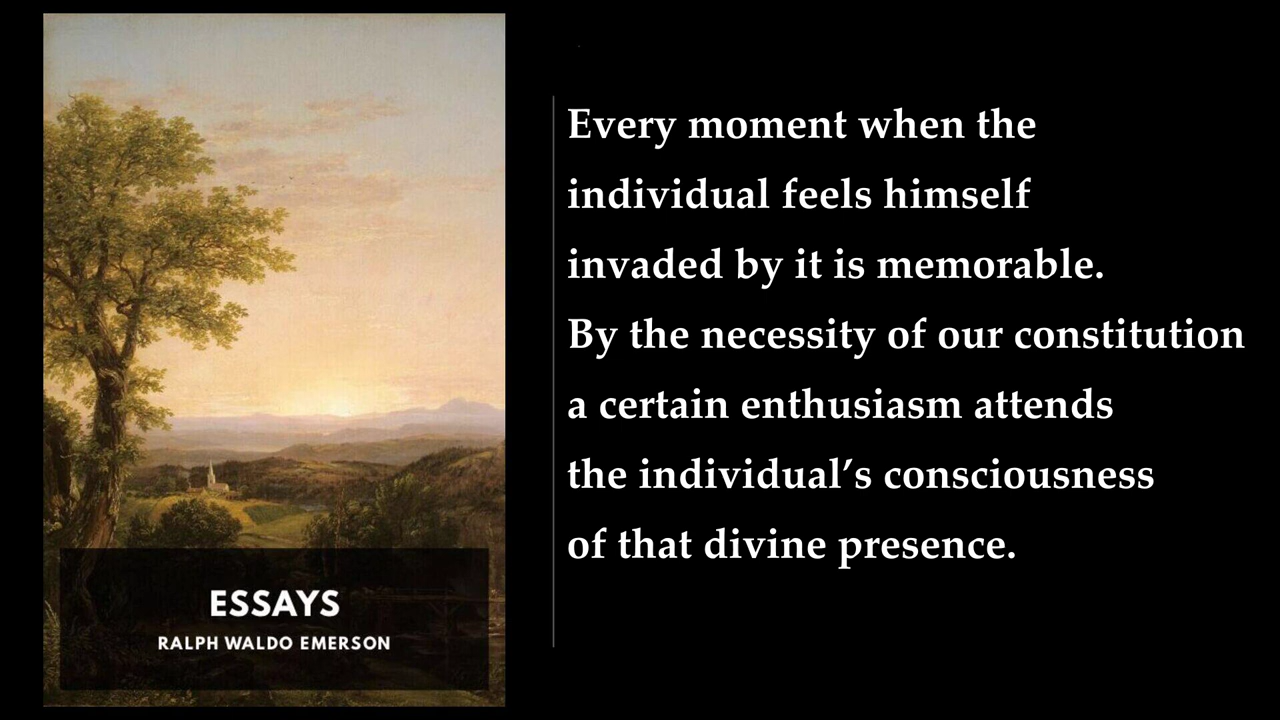 ESSAYS
RALPH WALDO EMERSON
Every moment when the
individual feels himself
invaded by it is memorable.
By the necessity of our constitution
a certain enthusiasm attends
the individual’s consciousness
of that divine presence.